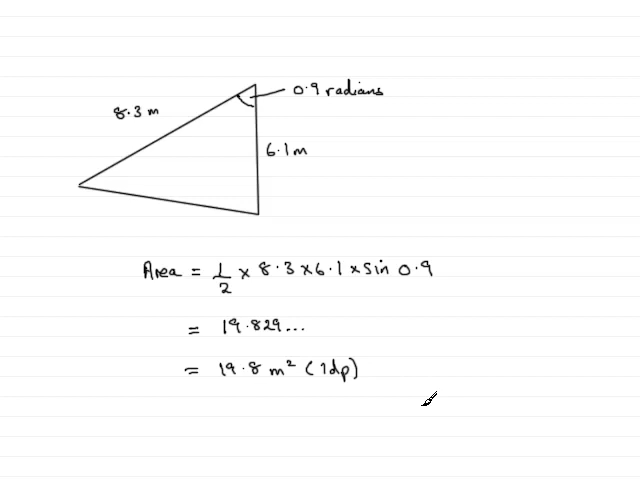 0.9 radians
8.3 m
6.1 m
Area = 1/2 × 8.3 × 6.1 × sin 0.9
= 19.829...
= 19.8 m² (1dp)